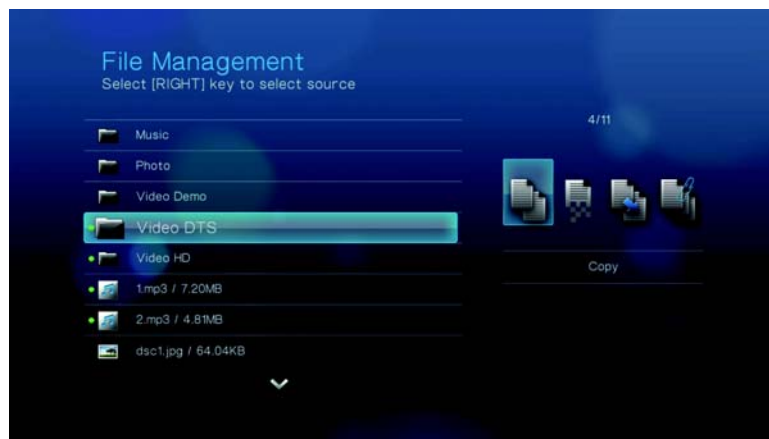 File Management
Select [RIGHT] key to select source
4/11
Music
Photo
Video Demo
Video DTS
Video HD
1.mp3 / 7.20MB
2.mp3 / 4.81MB
dsc1.jpg / 64.04KB
Copy